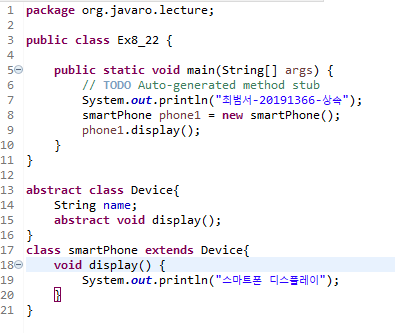 1 package org.javaro.lecture;
2
3 public class Ex8_22 {
4
5 public static void main(String[] args) {
6 // TODO Auto-generated method stub
7 System.out.println("최범서-20191366-상속");
8 smartPhone phone1 = new smartPhone();
9 phone1.display();
10 }
11 }
12
13 abstract class Device{
14 String name;
15 abstract void display();
16 }
17 class smartPhone extends Device{
18 void display() {
19 System.out.println("스마트폰 디스플레이");
20 }
21 }